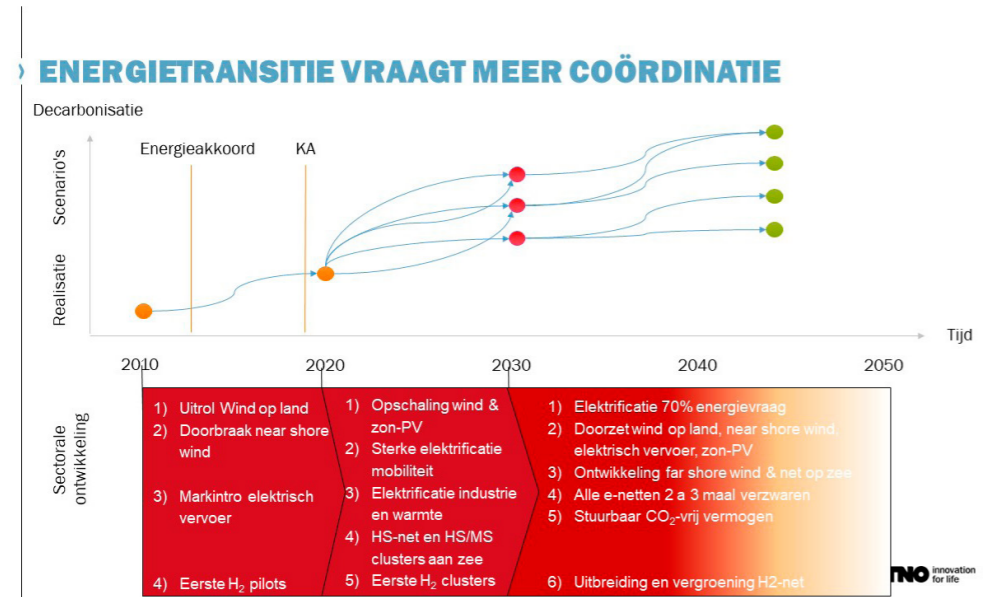 ENERGIETRANSITIE VRAAGT MEER COÖRDINATIE
Decarbonisatie
Energieakkoord
KA
Scenario's
Realisatie
Tijd
2010
2020
2030
2040
2050
Sectorale
ontwikkeling
1) Uitrol Wind op land
2) Doorbraak near shore
wind
3) Markintro elektrisch
vervoer
4) Eerste H₂ pilots
1) Opschaling wind &
zon-PV
2) Sterke elektrificatie
mobiliteit
3) Elektrificatie industrie
en warmte
4) HS-net en HS/MS
clusters aan zee
5) Eerste H₂ clusters
1) Elektrificatie 70% energievraag
2) Doorzet wind op land, near shore wind,
elektrisch vervoer, zon-PV
3) Ontwikkeling far shore wind & net op zee
4) Alle e-netten 2 a 3 maal verzwaren
5) Stuurbaar CO₂-vrij vermogen
6) Uitbreiding en vergroening H2-net
TNO innovation
for life